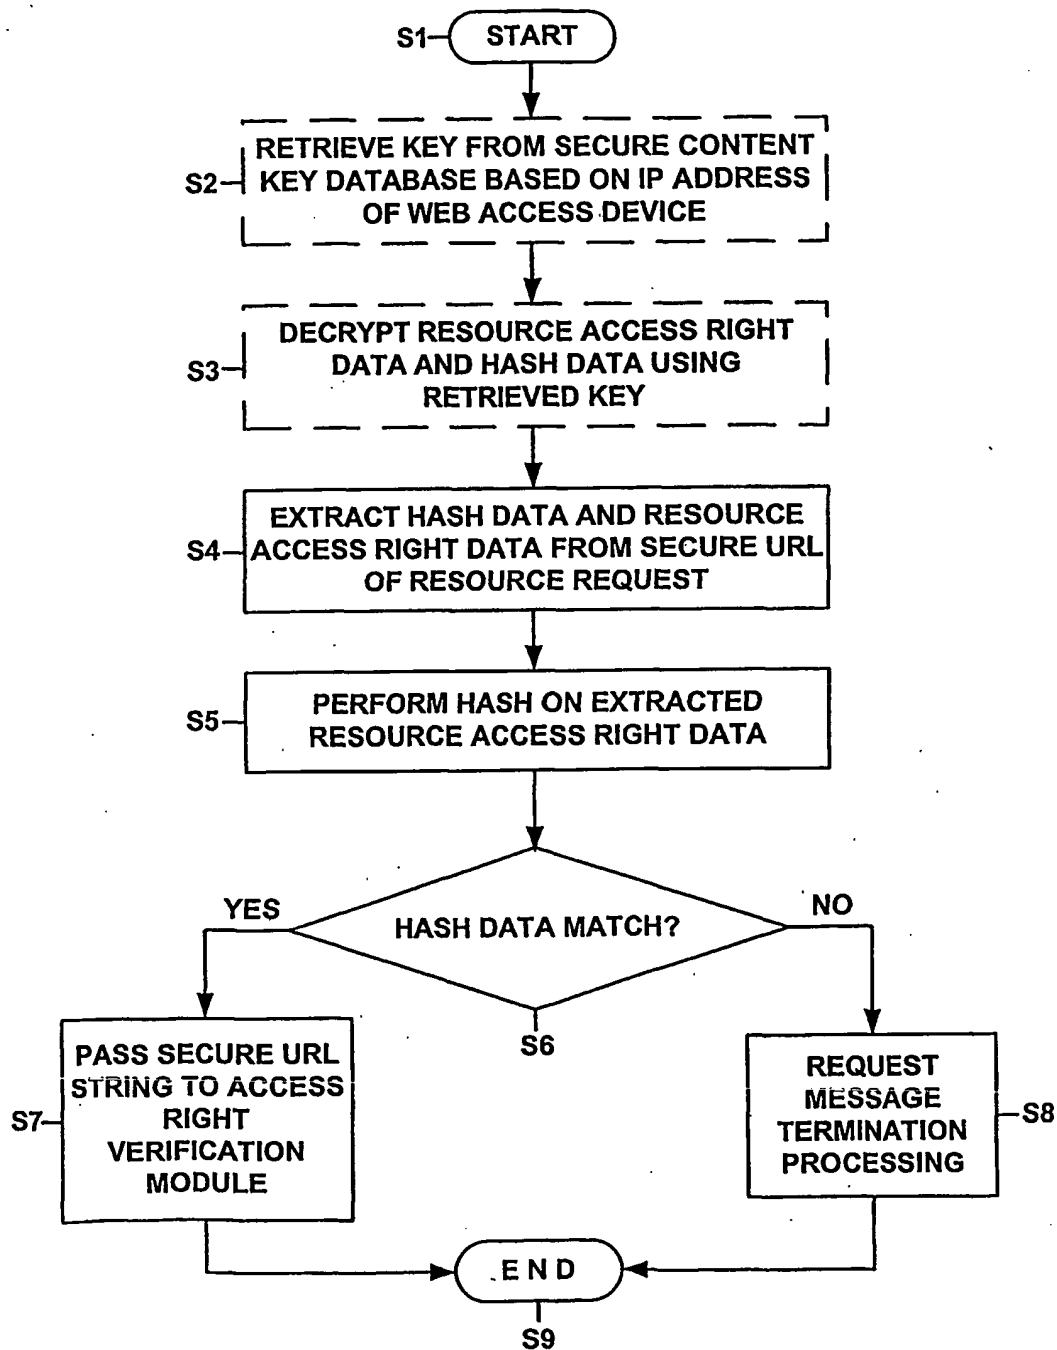 S1
START
RETRIEVE KEY FROM SECURE CONTENT
S2
KEY DATABASE BASED ON IP ADDRESS
OF WEB ACCESS DEVICE
DECRYPT RESOURCE ACCESS RIGHT
S3
DATA AND HASH DATA USING
RETRIEVED KEY
EXTRACT HASH DATA AND RESOURCE
S4
ACCESS RIGHT DATA FROM SECURE URL
OF RESOURCE REQUEST
S5
PERFORM HASH ON EXTRACTED
RESOURCE ACCESS RIGHT DATA
YES
HASH DATA MATCH?
NO
S6
S7
PASS SECURE URL
STRING TO ACCESS
RIGHT
VERIFICATION
MODULE
REQUEST
MESSAGE
TERMINATION
PROCESSING
S8
END
S9